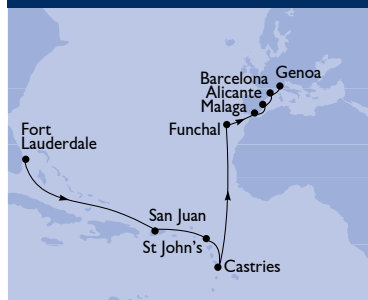 Barcelona
Genoa
Alicante
Malaga
Funchal
Fort
Lauderdale
San Juan
St John's
Castries